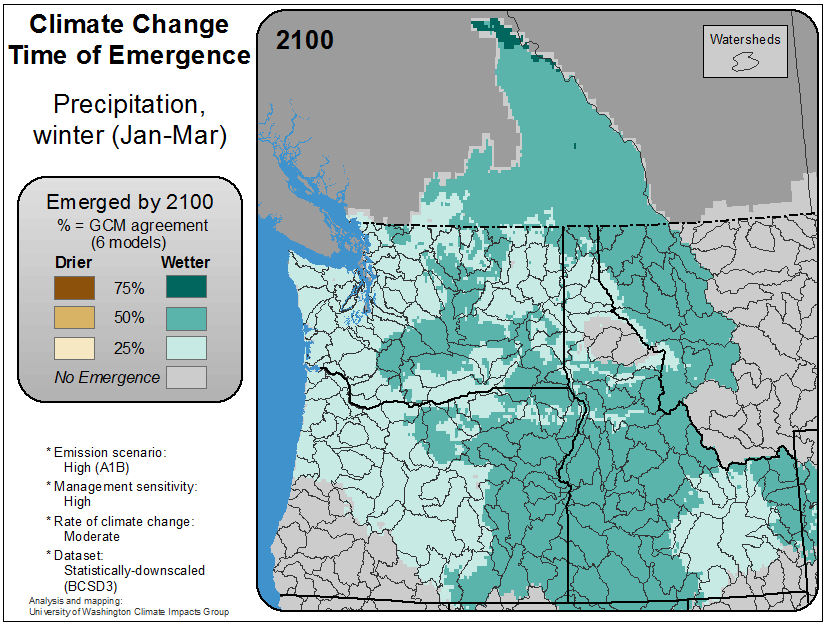 Climate Change
Time of Emergence
Precipitation,
winter (Jan-Mar)
Emerged by 2100
% = GCM agreement
(6 models)
Drier Wetter
75%
50%
25%
No Emergence
* Emission scenario:
High (A1B)
* Management sensitivity:
High
* Rate of climate change:
Moderate
* Dataset:
Statistically-downscaled
(BCSD3)
Analysis and mapping:
University of Washington Climate Impacts Group
2100
Watersheds